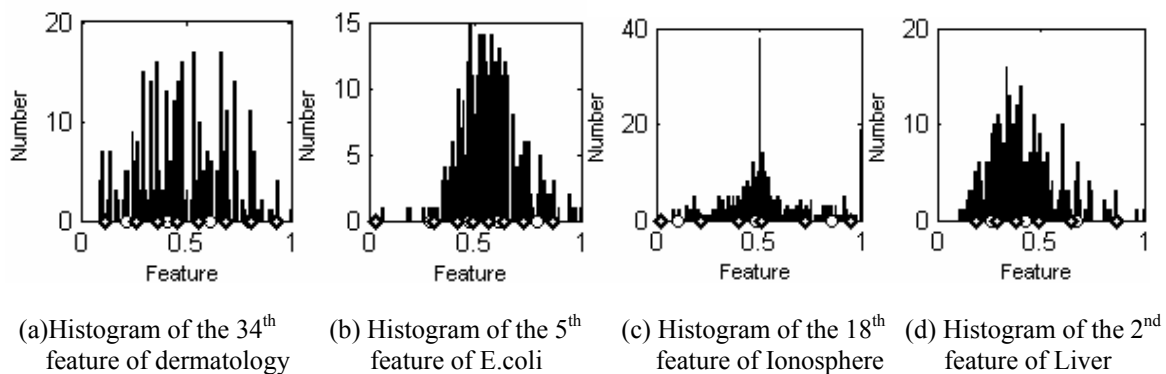 20
10
0
0
0.5
1
Number
Feature
15
10
5
0
0
0.5
1
Number
Feature
40
20
0
0
0.5
1
Number
Feature
20
10
0
0
0.5
1
Number
Feature
(a)Histogram of the 34th
feature of dermatology
(b) Histogram of the 5th
feature of E.coli
(c) Histogram of the 18th
feature of Ionosphere
(d) Histogram of the 2nd
feature of Liver